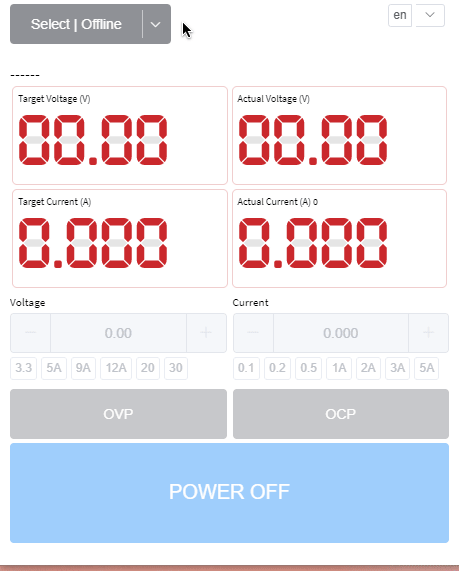 Select | Offline
en
------
Target Voltage (V)
Actual Voltage (V)
00.00
00.00
Target Current (A)
Actual Current (A) 0
0.000
0.000
Voltage
Current
− 0.00 +
− 0.000 +
3.3 5A 9A 12A 20 30
0.1 0.2 0.5 1A 2A 3A 5A
OVP
OCP
POWER OFF